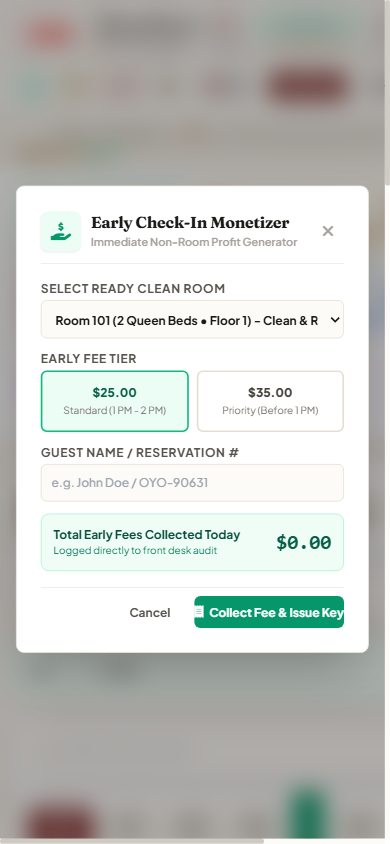 Early Check-In Monetizer
Immediate Non-Room Profit Generator
SELECT READY CLEAN ROOM
Room 101 (2 Queen Beds • Floor 1) – Clean & R
EARLY FEE TIER
$25.00
Standard (1 PM - 2 PM)
$35.00
Priority (Before 1 PM)
GUEST NAME / RESERVATION #
e.g. John Doe / OYO-90631
Total Early Fees Collected Today
Logged directly to front desk audit
$0.00
Cancel
Collect Fee & Issue Key